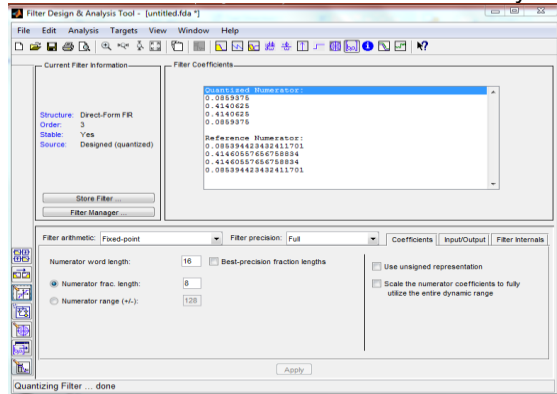 Filter Design & Analysis Tool - [untitled.fda *]
File Edit Analysis Targets View Window Help
Current Filter Information
Filter Coefficients
Structure: Direct-Form FIR
Order: 3
Stable: Yes
Source: Designed (quantized)
Store Filter ...
Filter Manager ...
Quantized Numerator:
0.0859375
0.4140625
0.4140625
0.0859375
Reference Numerator:
0.085394423432411701
0.41460557656758834
0.41460557656758834
0.085394423432411701
Filter arithmetic: Fixed-point
Filter precision: Full
Coefficients Input/Output Filter Internals
Numerator word length: 16
Best-precision fraction lengths
Numerator frac. length: 8
Numerator range (+/-): 128
Use unsigned representation
Scale the numerator coefficients to fully
utilize the entire dynamic range
Apply
Quantizing Filter ... done